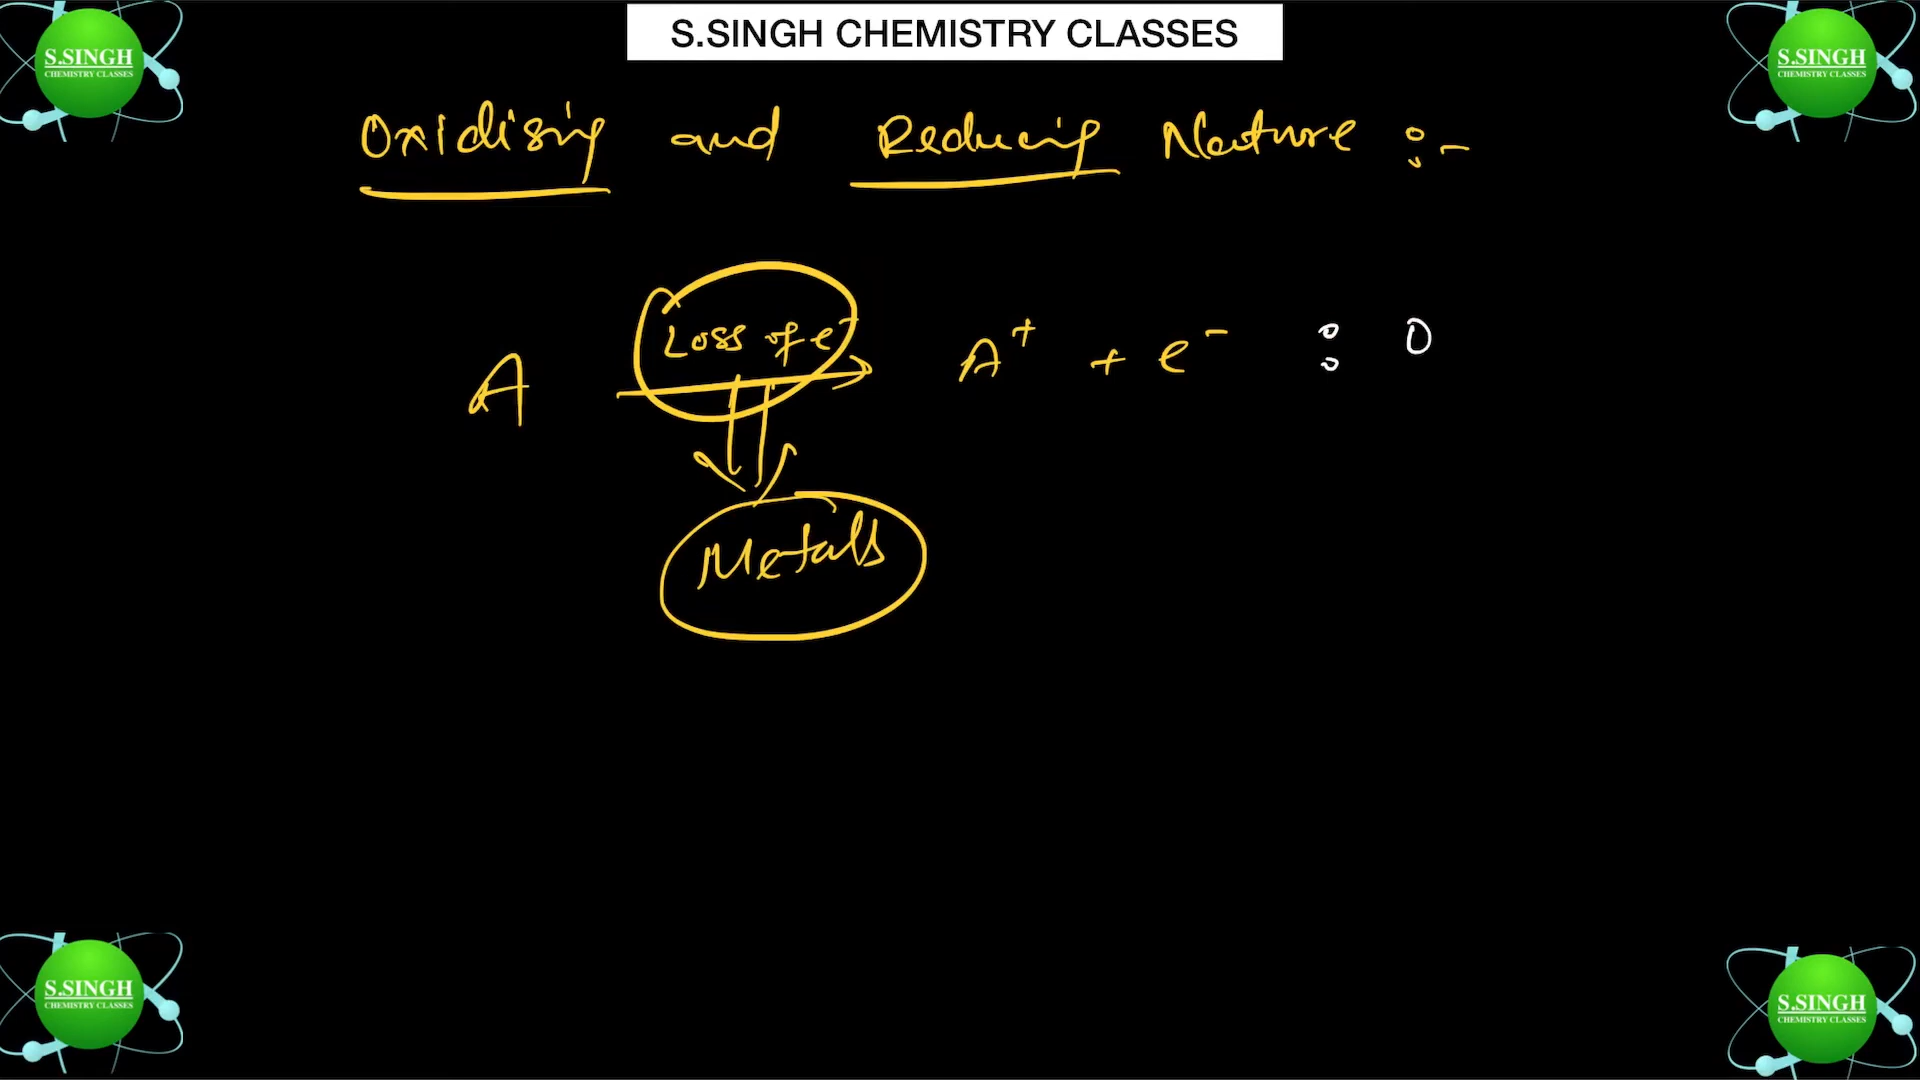 S.SINGH CHEMISTRY CLASSES
S.SINGH
CHEMISTRY CLASSES
S.SINGH
CHEMISTRY CLASSES
Oxidising and Reducing Nature :-
Loss of e⁻
A → A⁺ + e⁻ : O
Metals
S.SINGH
CHEMISTRY CLASSES
S.SINGH
CHEMISTRY CLASSES